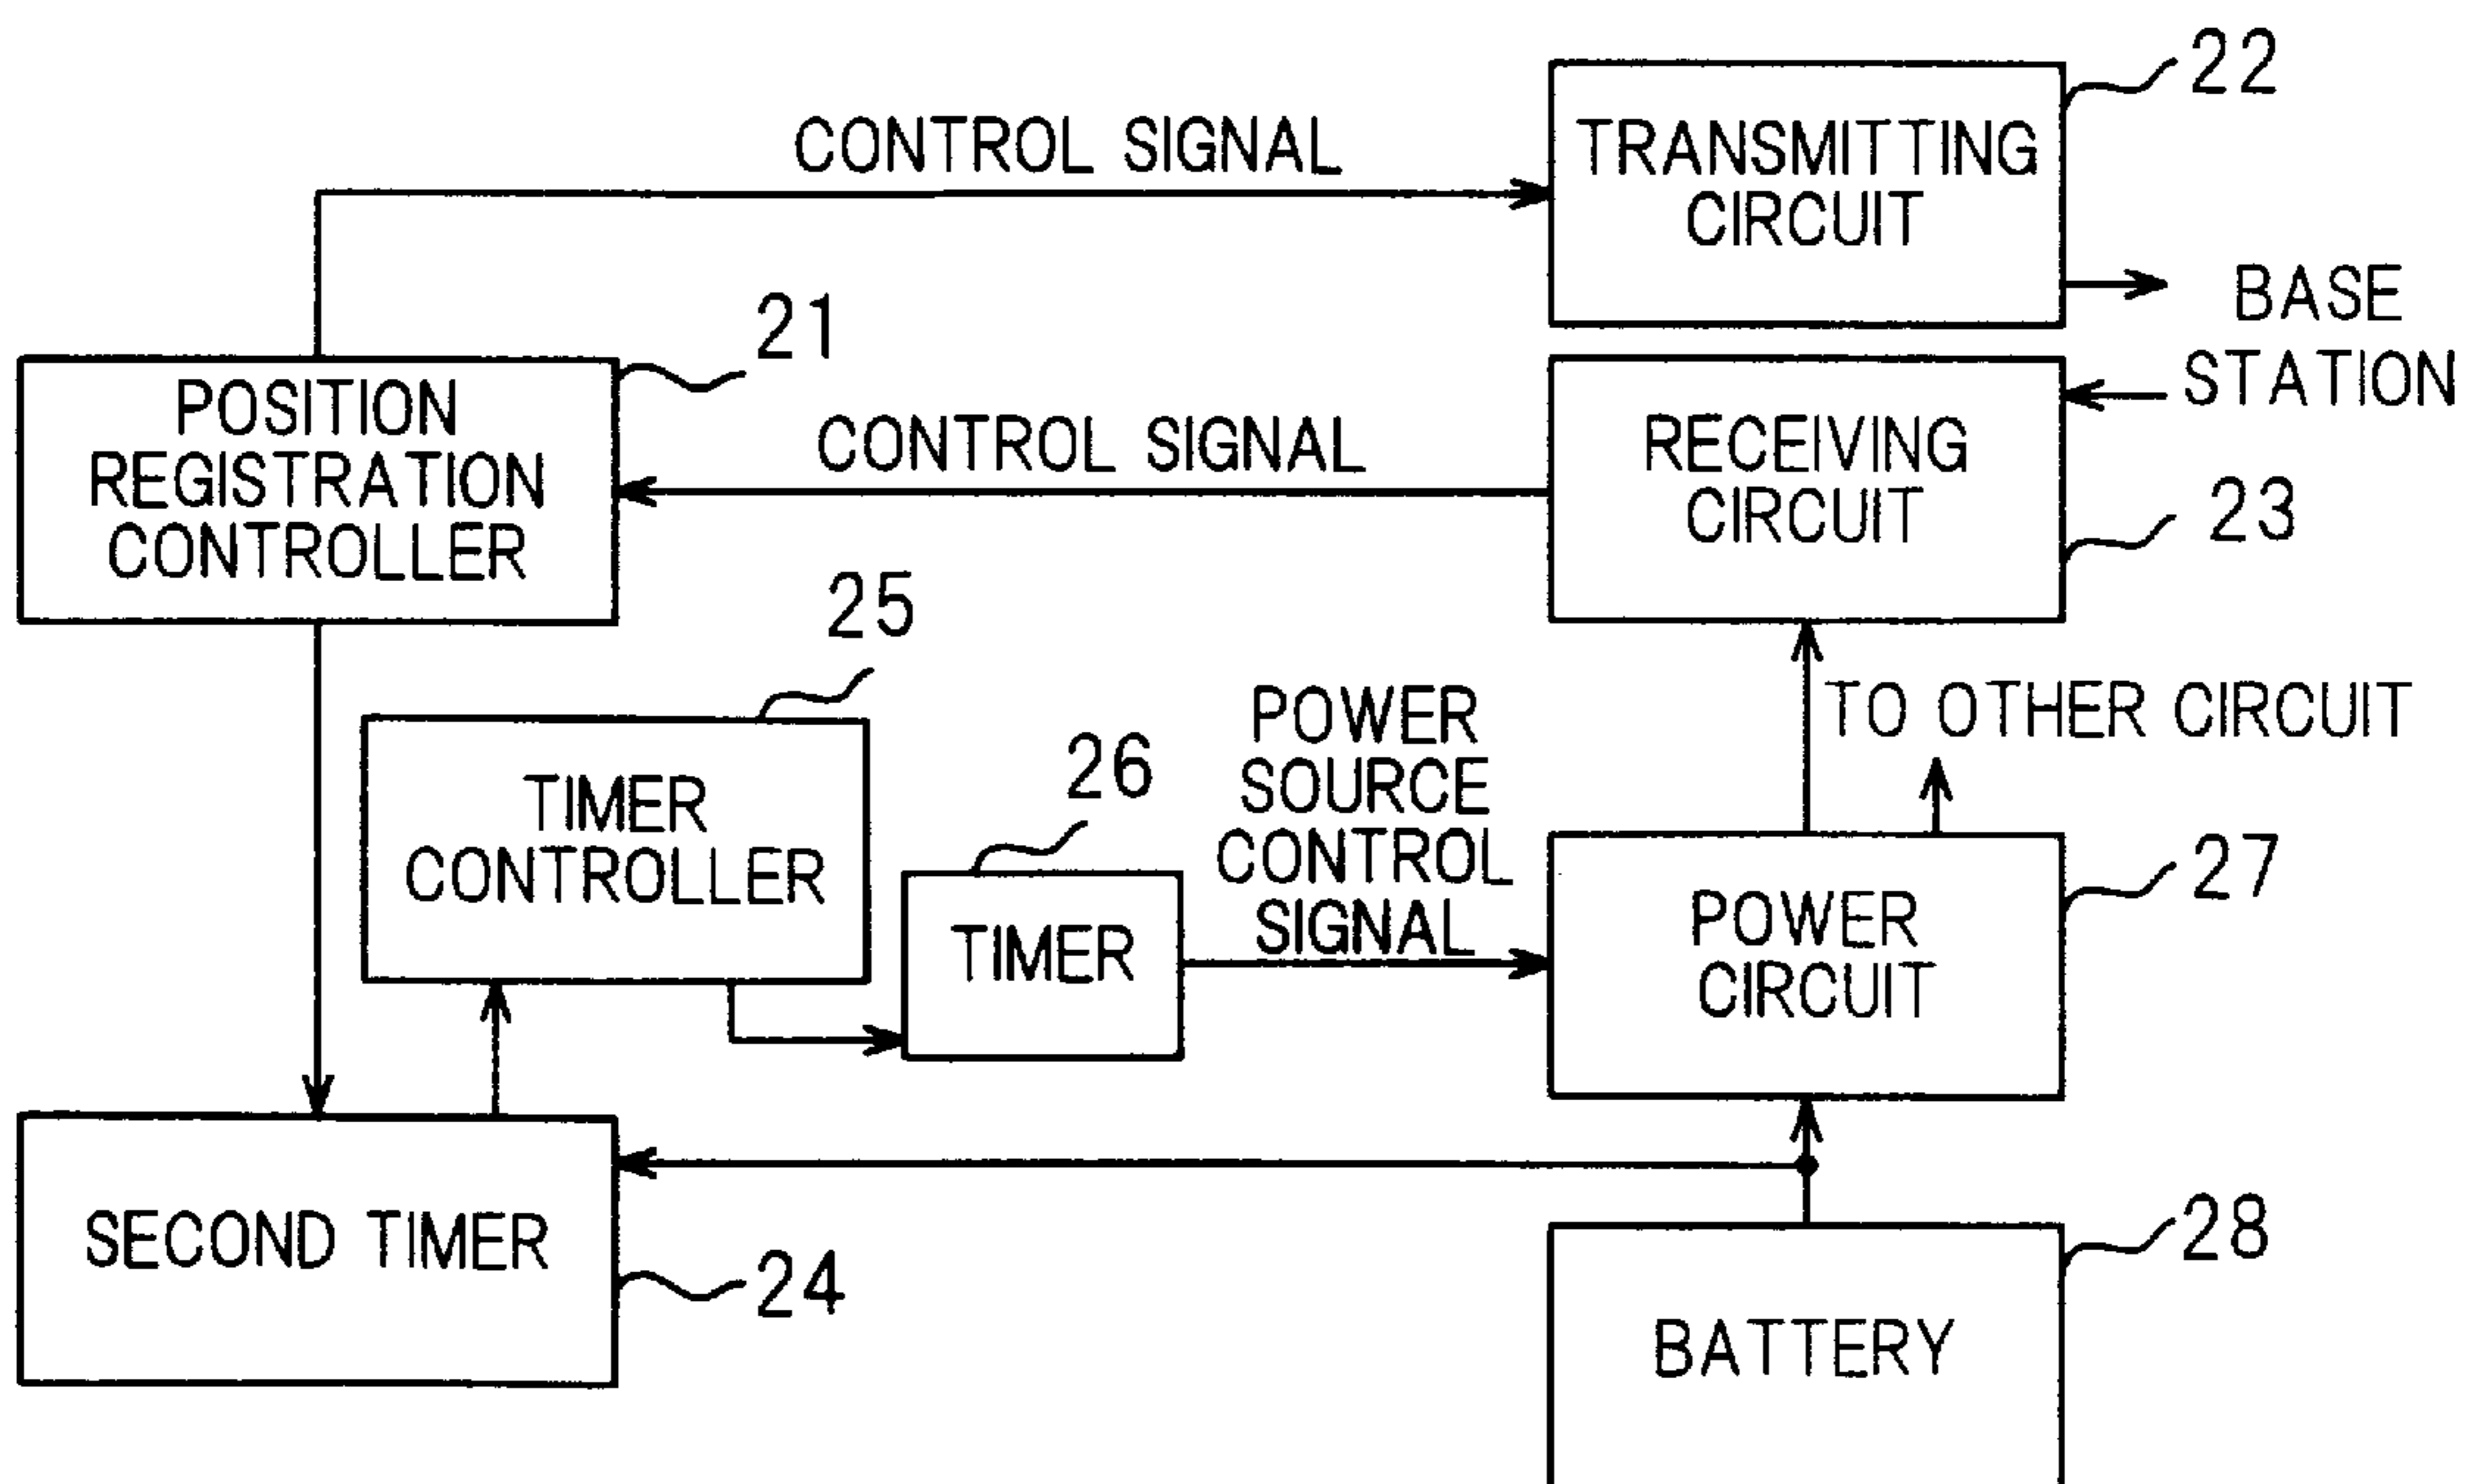 22
CONTROL SIGNAL
TRANSMITTING
CIRCUIT
BASE
STATION
21
POSITION
REGISTRATION
CONTROLLER
CONTROL SIGNAL
RECEIVING
CIRCUIT
23
25
TO OTHER CIRCUIT
POWER
SOURCE
CONTROL
SIGNAL
26
TIMER
CONTROLLER
TIMER
27
POWER
CIRCUIT
SECOND TIMER
24
28
BATTERY